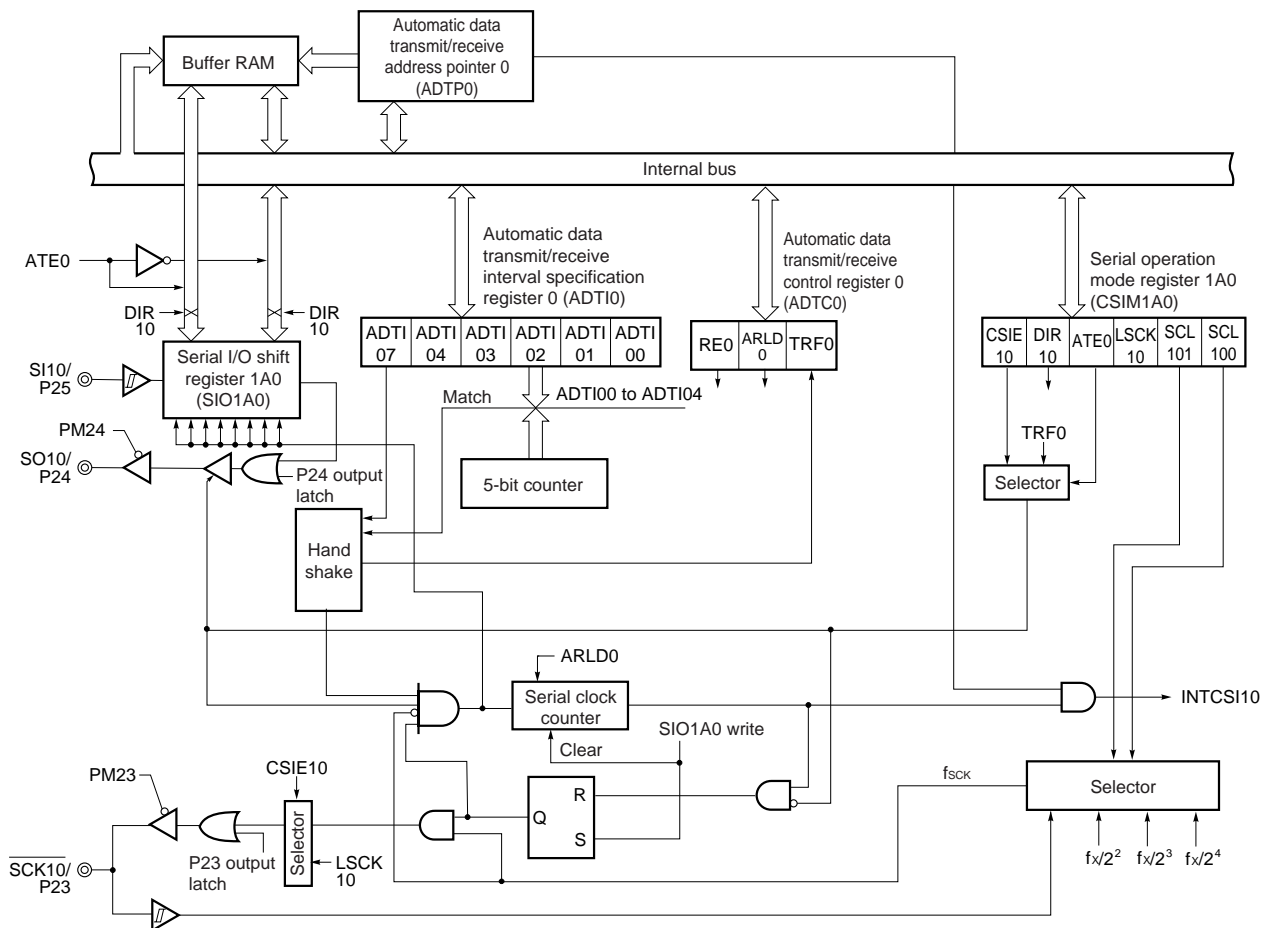 Buffer RAM
Automatic data
transmit/receive
address pointer 0
(ADTP0)
Internal bus
ATE0
DIR
10
DIR
10
Automatic data
transmit/receive
interval specification
register 0 (ADTI0)
Automatic data
transmit/receive
control register 0
(ADTC0)
Serial operation
mode register 1A0
(CSIM1A0)
ADTI
07
ADTI
04
ADTI
03
ADTI
02
ADTI
01
ADTI
00
RE0
ARLD
0
TRF0
CSIE
10
DIR
10
ATE0
LSCK
10
SCL
101
SCL
100
SI10/
P25
Serial I/O shift
register 1A0
(SIO1A0)
Match
ADTI00 to ADTI04
PM24
SO10/
P24
P24 output
latch
5-bit counter
TRF0
Selector
Hand
shake
ARLD0
Serial clock
counter
INTCSI10
SIO1A0 write
Clear
PM23
CSIE10
Selector
LSCK
10
P23 output
latch
SCK10/
P23
Q
R
S
fSCK
Selector
fX/2²
fX/2³
fX/2⁴